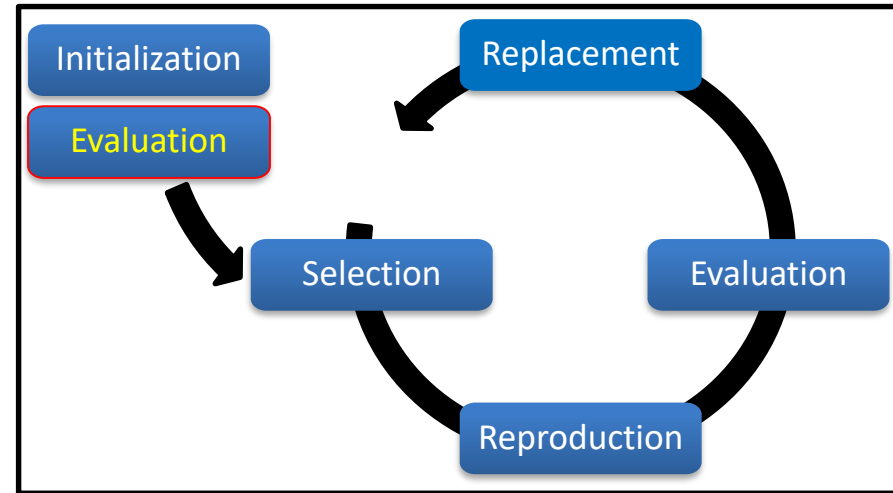 Initialization
Evaluation
Replacement
Selection
Evaluation
Reproduction